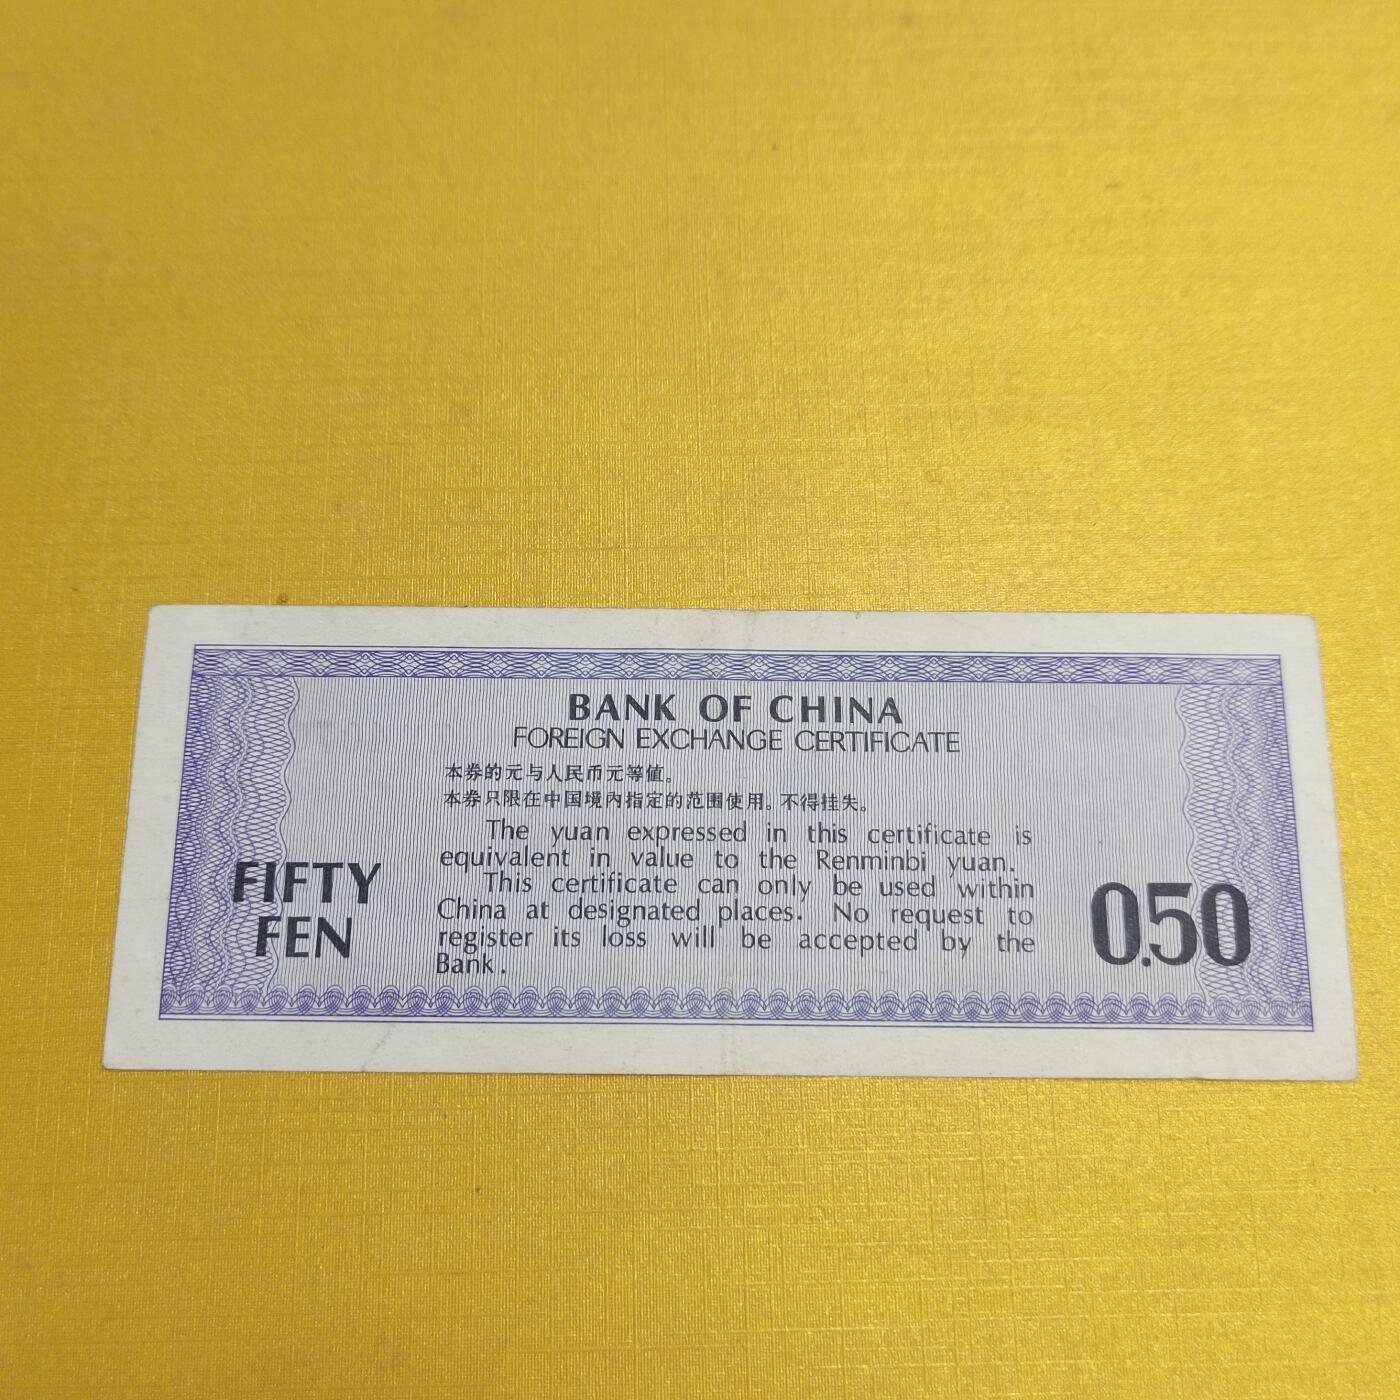 BANK OF CHINA
FOREIGN EXCHANGE CERTIFICATE
本券的元与人民币元等值。
本券只限在中国境内指定的范围使用。不得挂失。
The yuan expressed in this certificate is
equivalent in value to the Renminbi yuan.
This certificate can only be used within
China at designated places. No request to
register its loss will be accepted by the
Bank.
FIFTY
FEN
0.50